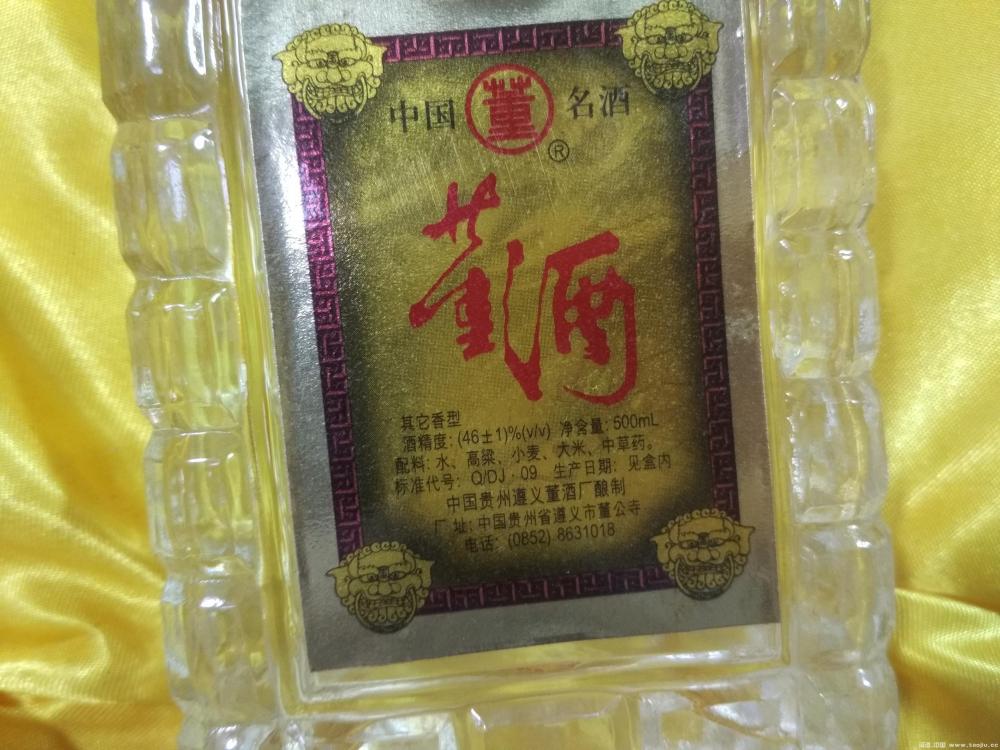 中国 董 名酒
®
董酒
其它香型
酒精度: (46±1)%(v/v) 净含量: 500mL
配料: 水、高粱、小麦、大米、中草药。
标准代号: Q/DJ·09 生产日期: 见盒内
中国贵州遵义董酒厂酿制
厂 址: 中国贵州省遵义市董公寺
电话: (0852) 8631018